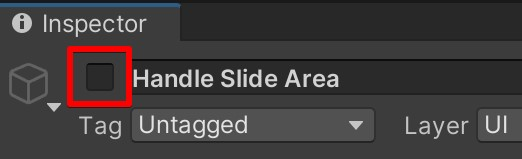 Inspector
Handle Slide Area
Tag Untagged Layer UI